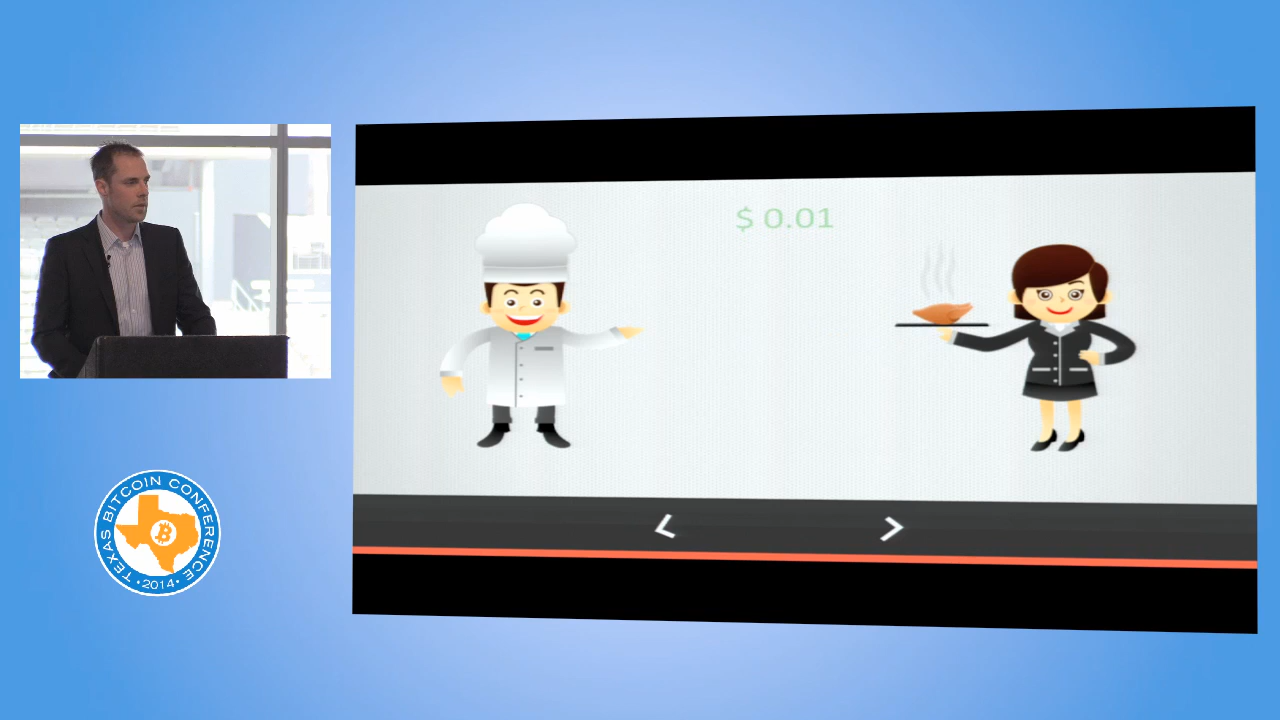 $ 0.01
TEXAS BITCOIN CONFERENCE
• 2014 •